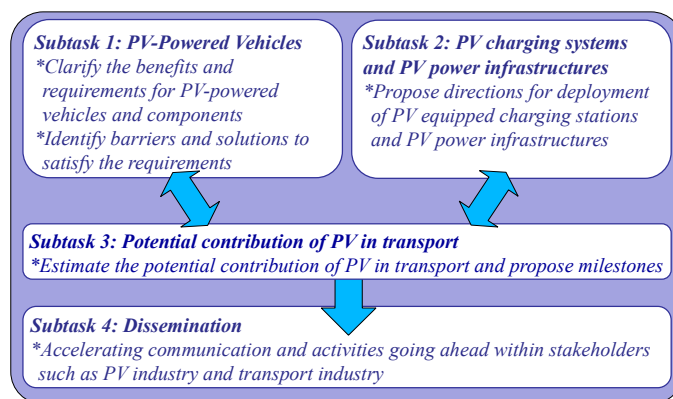 Subtask 1: PV-Powered Vehicles
*Clarify the benefits and
requirements for PV-powered
vehicles and components
*Identify barriers and solutions to
satisfy the requirements
Subtask 2: PV charging systems
and PV power infrastructures
*Propose directions for deployment
of PV equipped charging stations
and PV power infrastructures
Subtask 3: Potential contribution of PV in transport
*Estimate the potential contribution of PV in transport and propose milestones
Subtask 4: Dissemination
*Accelerating communication and activities going ahead within stakeholders
such as PV industry and transport industry